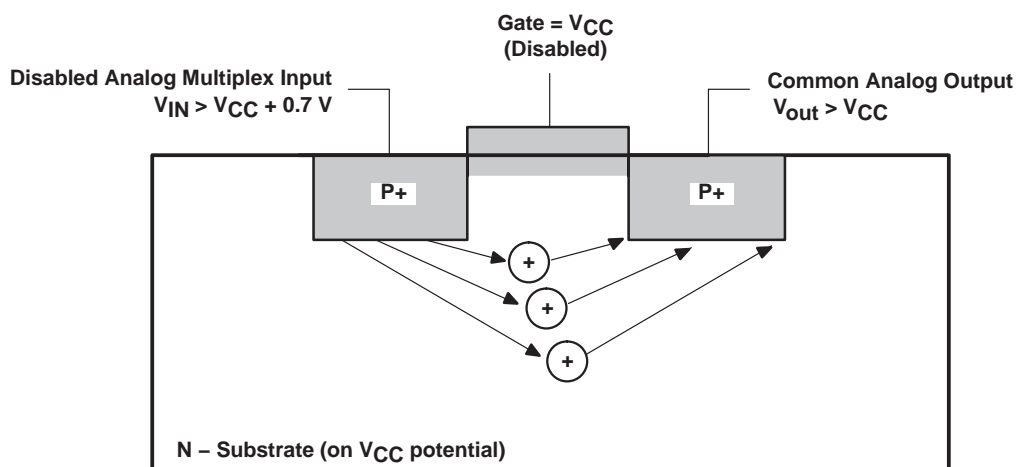 Gate = VCC
(Disabled)
Disabled Analog Multiplex Input
VIN > VCC + 0.7 V
Common Analog Output
Vout > VCC
P+
P+
+
+
+
N – Substrate (on VCC potential)